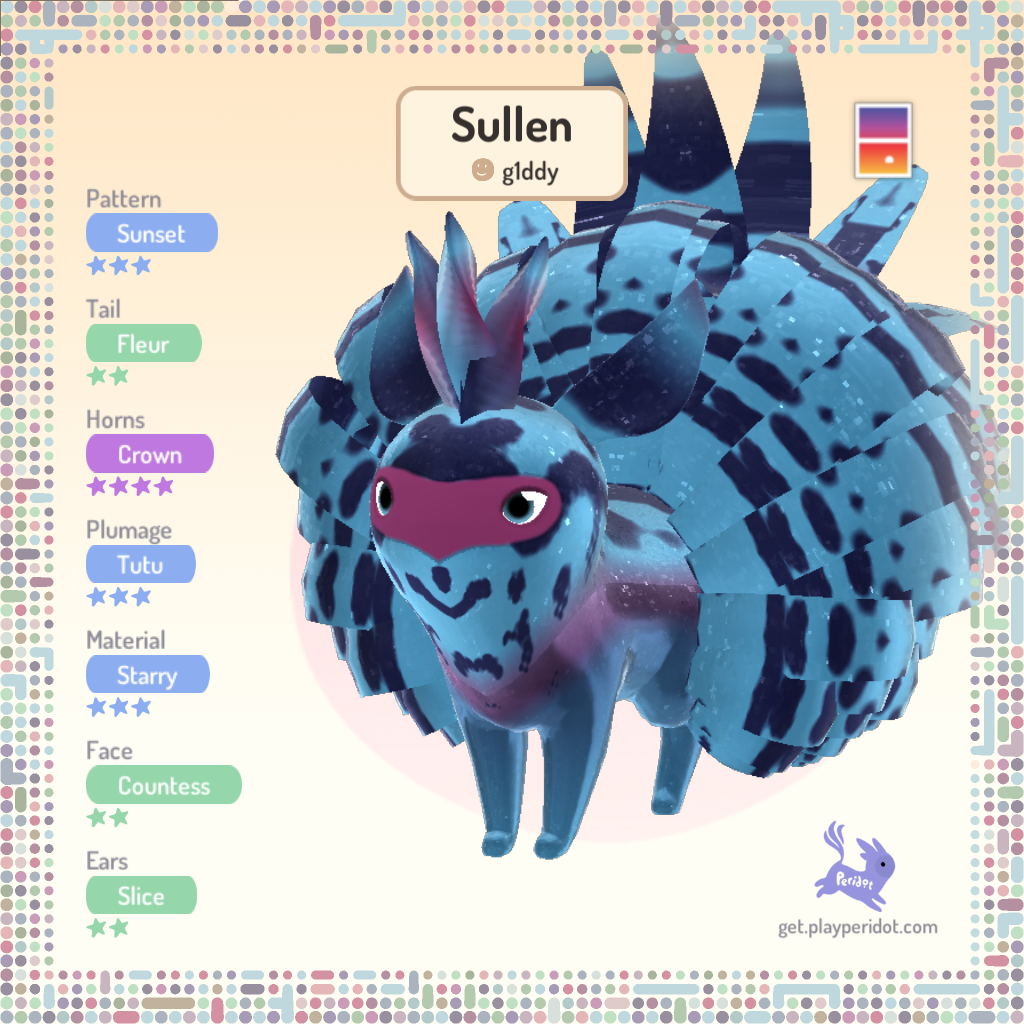 Sullen
g1ddy
Pattern
Sunset
Tail
Fleur
Horns
Crown
Plumage
Tutu
Material
Starry
Face
Countess
Ears
Slice
Peridot
get.playperidot.com